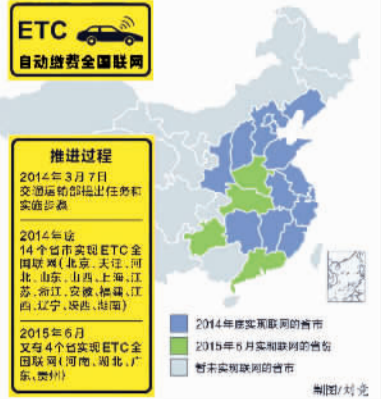 ETC
自动缴费全国联网
推进过程
2014年3月7日
交通运输部提出任务和
实施步骤
2014年底
14个省市实现ETC全
国联网(北京、天津、河
北、山东、山西、上海、江
苏、浙江、安徽、福建、江
西、辽宁、陕西、湖南)
2015年6月
又有4个省实现ETC全
国联网(河南、湖北、广
东、贵州)
2014年底实现联网的省市
2015年6月实现联网的省份
暂未实现联网的省市
制图/刘竞